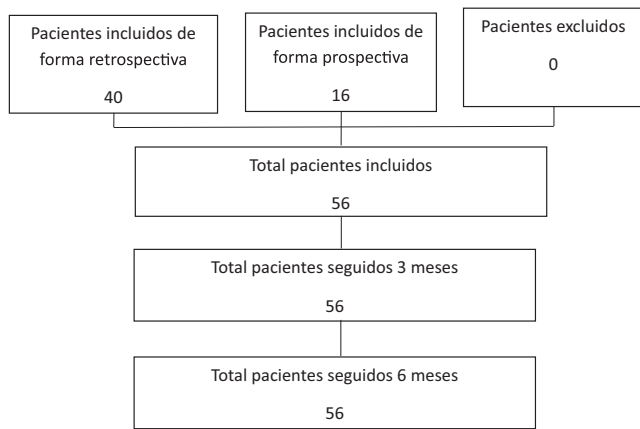 Pacientes incluidos de
forma retrospectiva
40
Pacientes incluidos de
forma prospectiva
16
Pacientes excluidos
0
Total pacientes incluidos
56
Total pacientes seguidos 3 meses
56
Total pacientes seguidos 6 meses
56